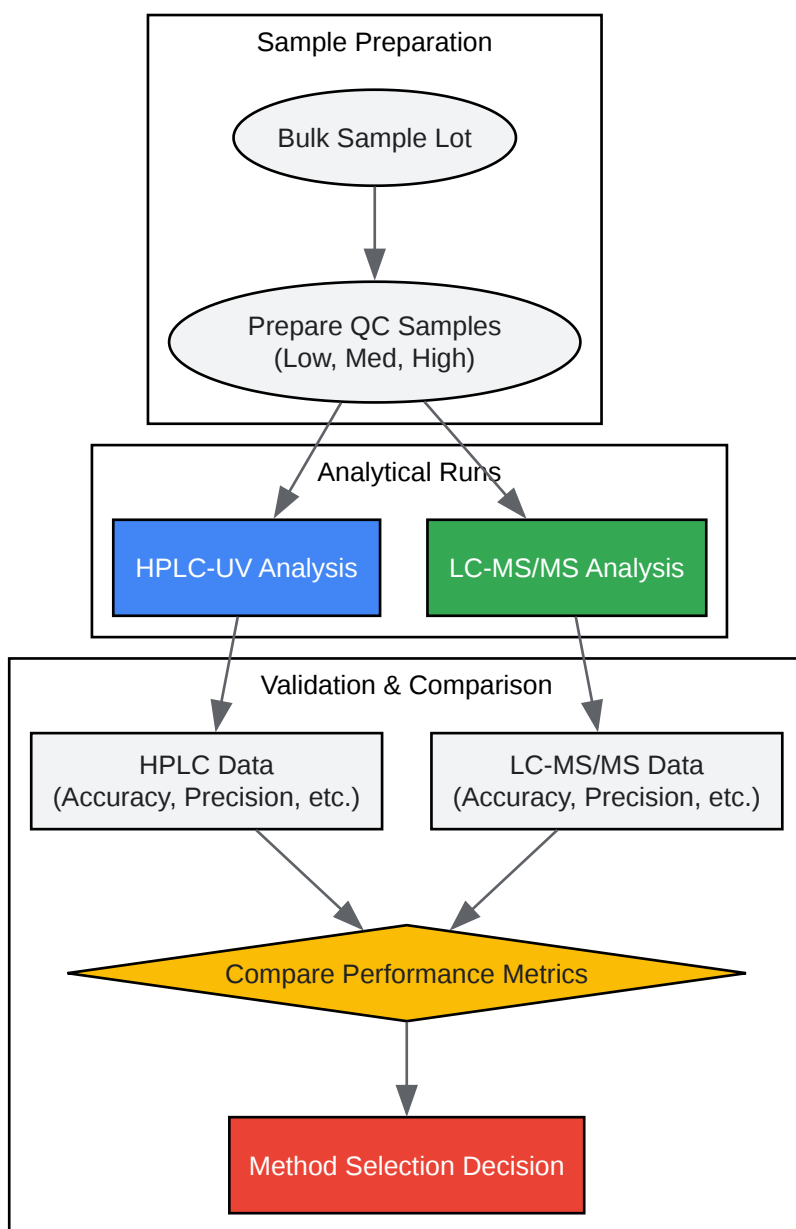 Sample Preparation
Bulk Sample Lot
Prepare QC Samples
(Low, Med, High)
Analytical Runs
HPLC-UV Analysis
LC-MS/MS Analysis
Validation & Comparison
HPLC Data
(Accuracy, Precision, etc.)
LC-MS/MS Data
(Accuracy, Precision, etc.)
Compare Performance Metrics
Method Selection Decision